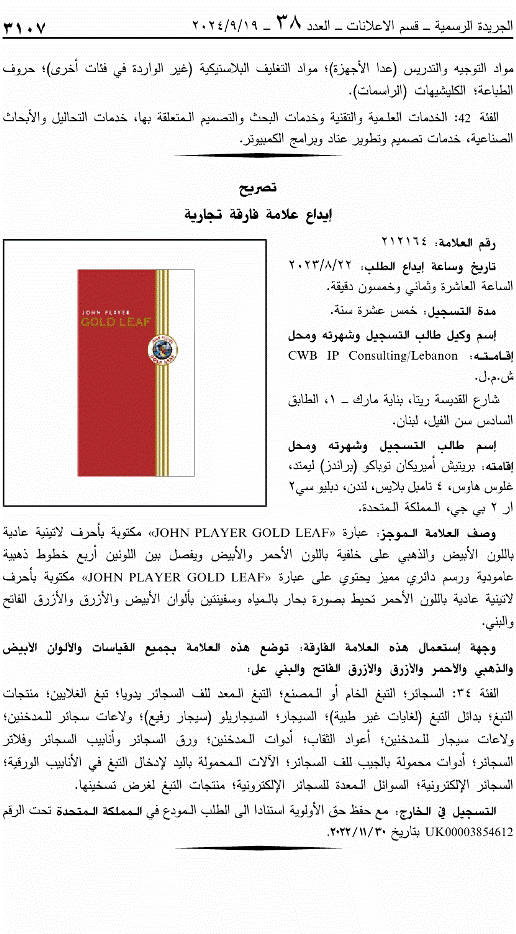 الجريدة الرسمية ــ قسم الاعلانات ــ العدد ٣٨ ــ ٢٠٢٤/٩/١٩
٣١٠٧
مواد التوجيه والتدريس (عدا الأجهزة)؛ مواد التغليف البلاستيكية (غير الواردة في فئات أخرى)؛ حروف
الطباعة؛ الكليشيهات (الراسمات).
الفئة 42: الخدمات العلمية والتقنية وخدمات البحث والتصميم المتعلقة بها، خدمات التحاليل والأبحاث
الصناعية، خدمات تصميم وتطوير عتاد وبرامج الكمبيوتر.
تصريح
إيداع علامة فارقة تجارية
رقم العلامة: ٢١٢١٦٤
تاريخ وساعة إيداع الطلب: ٢٠٢٣/٨/٢٢
الساعة العاشرة وثماني وخمسون دقيقة.
مدة التسجيل: خمس عشرة سنة.
إسم وكيل طالب التسجيل وشهرته ومحل
إقامته: CWB IP Consulting/Lebanon
ش.م.ل.
شارع القديسة ريتا، بناية مارك ــ ١، الطابق
السادس سن الفيل، لبنان.
إسم طالب التسجيل وشهرته ومحل
إقامته: بريتيش أميريكان توباكو (براندز) ليمتد،
غلوس هاوس، ٤ تامبل بلايس، لندن، دبليو سي٢
ار ٢ بي جي، المملكة المتحدة.
JOHN PLAYER
GOLD LEAF
وصف العلامة الموجز: عبارة «JOHN PLAYER GOLD LEAF» مكتوبة بأحرف لاتينية عادية
باللون الأبيض والذهبي على خلفية باللون الأحمر والأبيض ويفصل بين اللونين أربع خطوط ذهبية
عامودية ورسم دائري مميز يحتوي على عبارة «JOHN PLAYER GOLD LEAF» مكتوبة بأحرف
لاتينية عادية باللون الأحمر تحيط بصورة بحار بالمياه وسفينتين بألوان الأبيض والأزرق والأزرق الفاتح
والبني.
وجهة إستعمال هذه العلامة الفارقة: توضع هذه العلامة بجميع القياسات والألوان الأبيض
والذهبي والأحمر والأزرق والأزرق الفاتح والبني على:
الفئة ٣٤: السجائر؛ التبغ الخام أو المصنع؛ التبغ المعد للف السجائر يدويا؛ تبغ الغلايين؛ منتجات
التبغ؛ بدائل التبغ (لغايات غير طبية)؛ السيجار؛ السيجاريلو (سيجار رفيع)؛ ولاعات سجائر للمدخنين؛
ولاعات سيجار للمدخنين؛ أعواد الثقاب؛ أدوات المدخنين؛ ورق السجائر وأنابيب السجائر وفلاتر
السجائر؛ أدوات محمولة بالجيب للف السجائر؛ الآلات المحمولة باليد لإدخال التبغ في الأنابيب الورقية؛
السجائر الإلكترونية؛ السوائل المعدة للسجائر الإلكترونية؛ منتجات التبغ لغرض تسخينها.
التسجيل في الخارج: مع حفظ حق الأولوية استنادا الى الطلب المودع في المملكة المتحدة تحت الرقم
UK00003854612 بتاريخ ٢٠٢٢/١١/٣٠.